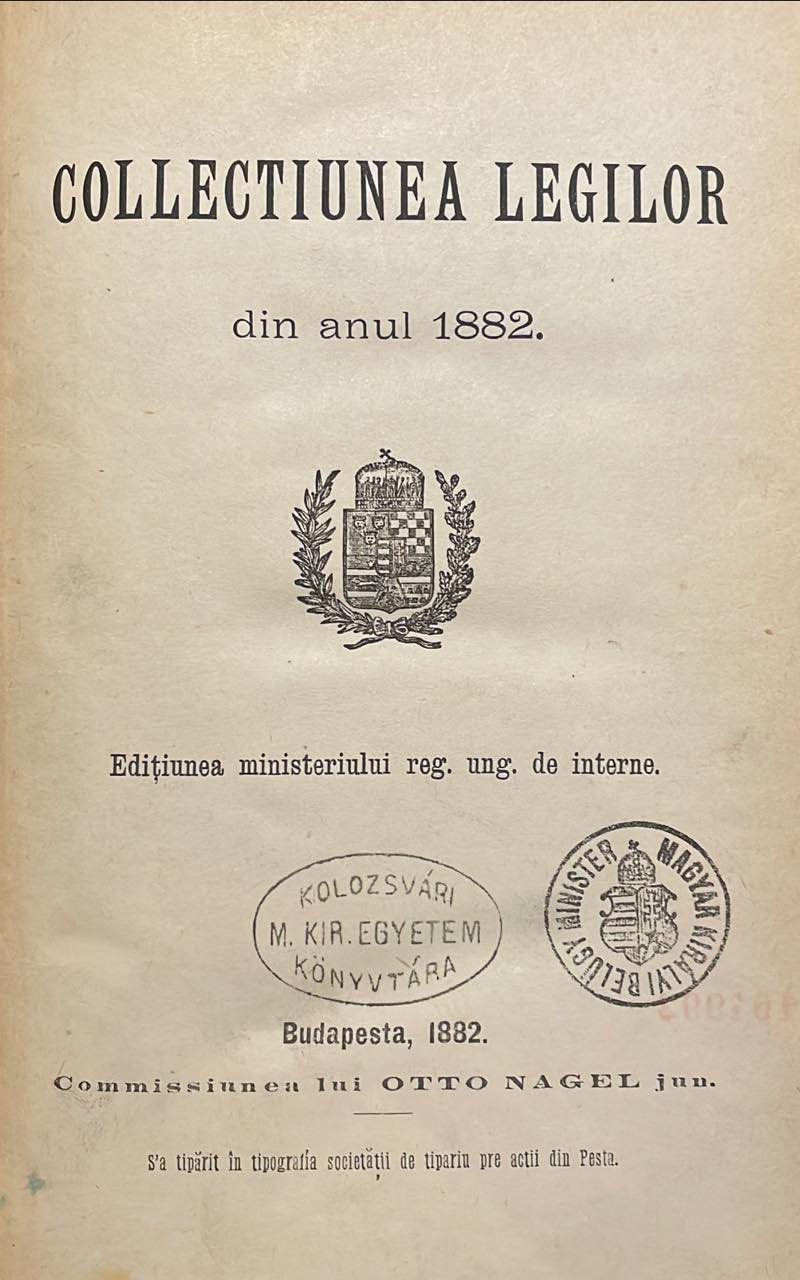 COLLECTIUNEA LEGILOR
din anul 1882.
Edițiunea ministeriului reg. ung. de interne.
KOLOZSVÁRI
M. KIR. EGYETEM
KÖNYVTÁRA
MAGYAR KIRÁLYI BELÜGY MINISTER
Budapesta, 1882.
Commissiunea lui OTTO NAGEL jun.
S'a tipărit în tipografia societății de tipariu pre actii din Pesta.